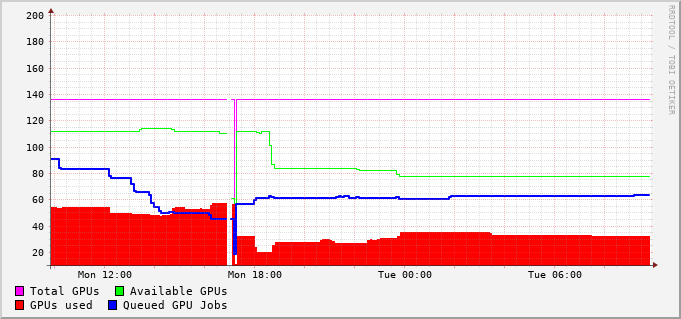 200
180
160
140
120
100
80
60
40
20
Mon 12:00 Mon 18:00 Tue 00:00 Tue 06:00
Total GPUs Available GPUs
GPUs used Queued GPU Jobs
RRDTOOL / TOBI OETIKER